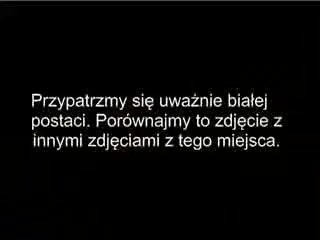 Przypatrzmy się uważnie białej
postaci. Porównajmy to zdjęcie z
innymi zdjęciami z tego miejsca.